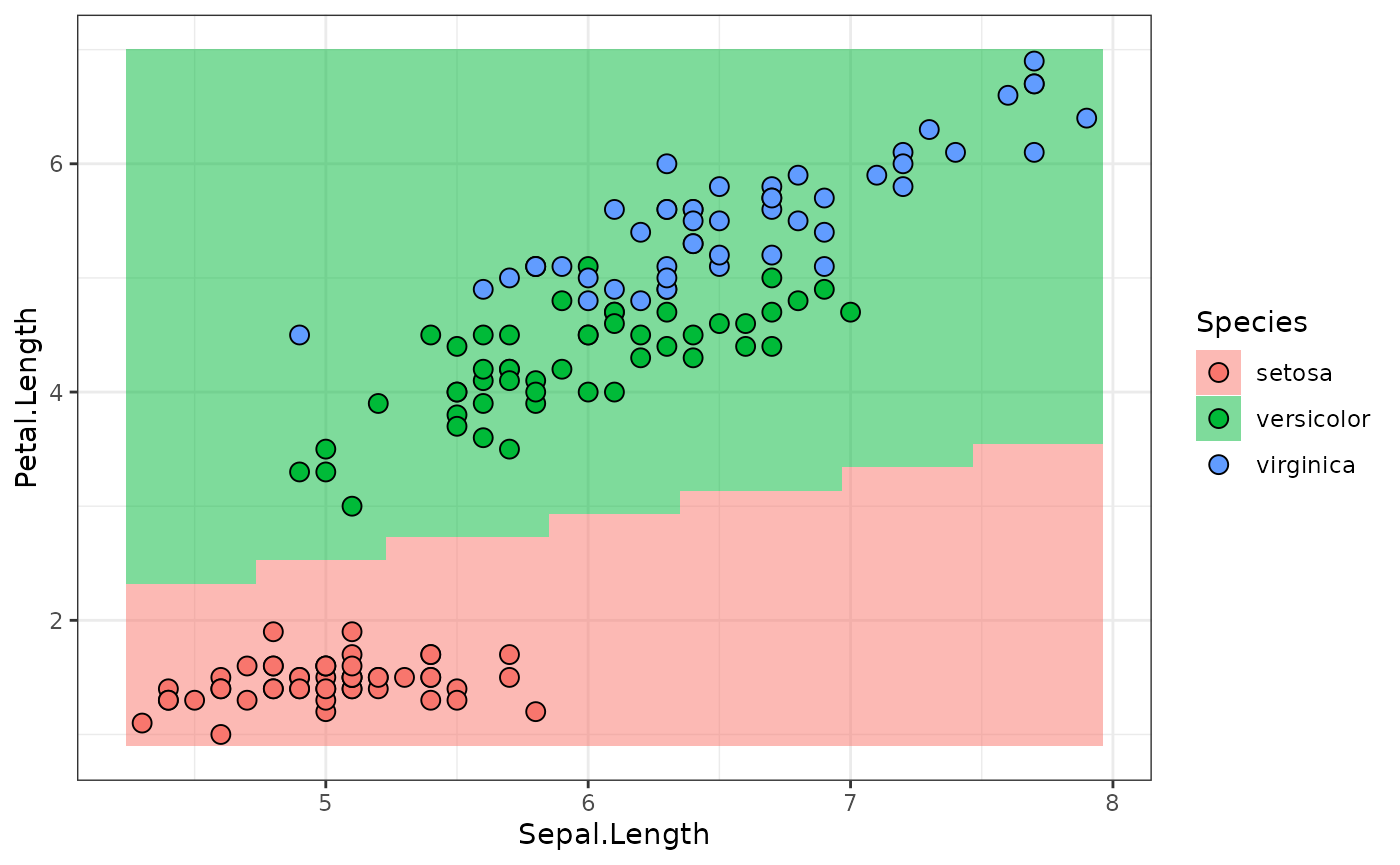 Petal.Length
6
4
2
5 6 7 8
Sepal.Length
Species
setosa
versicolor
virginica